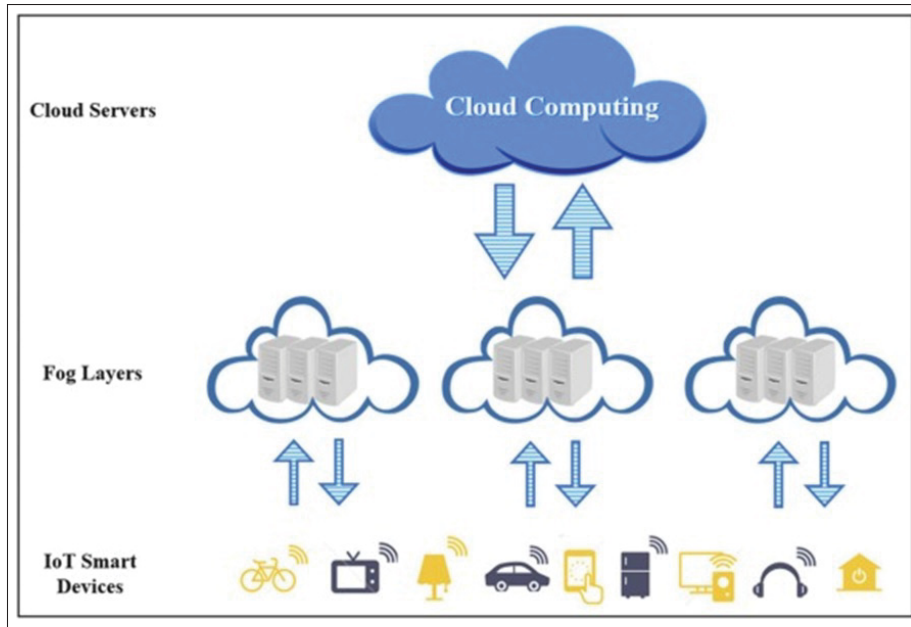 Cloud Servers
Cloud Computing
Fog Layers
IoT Smart
Devices